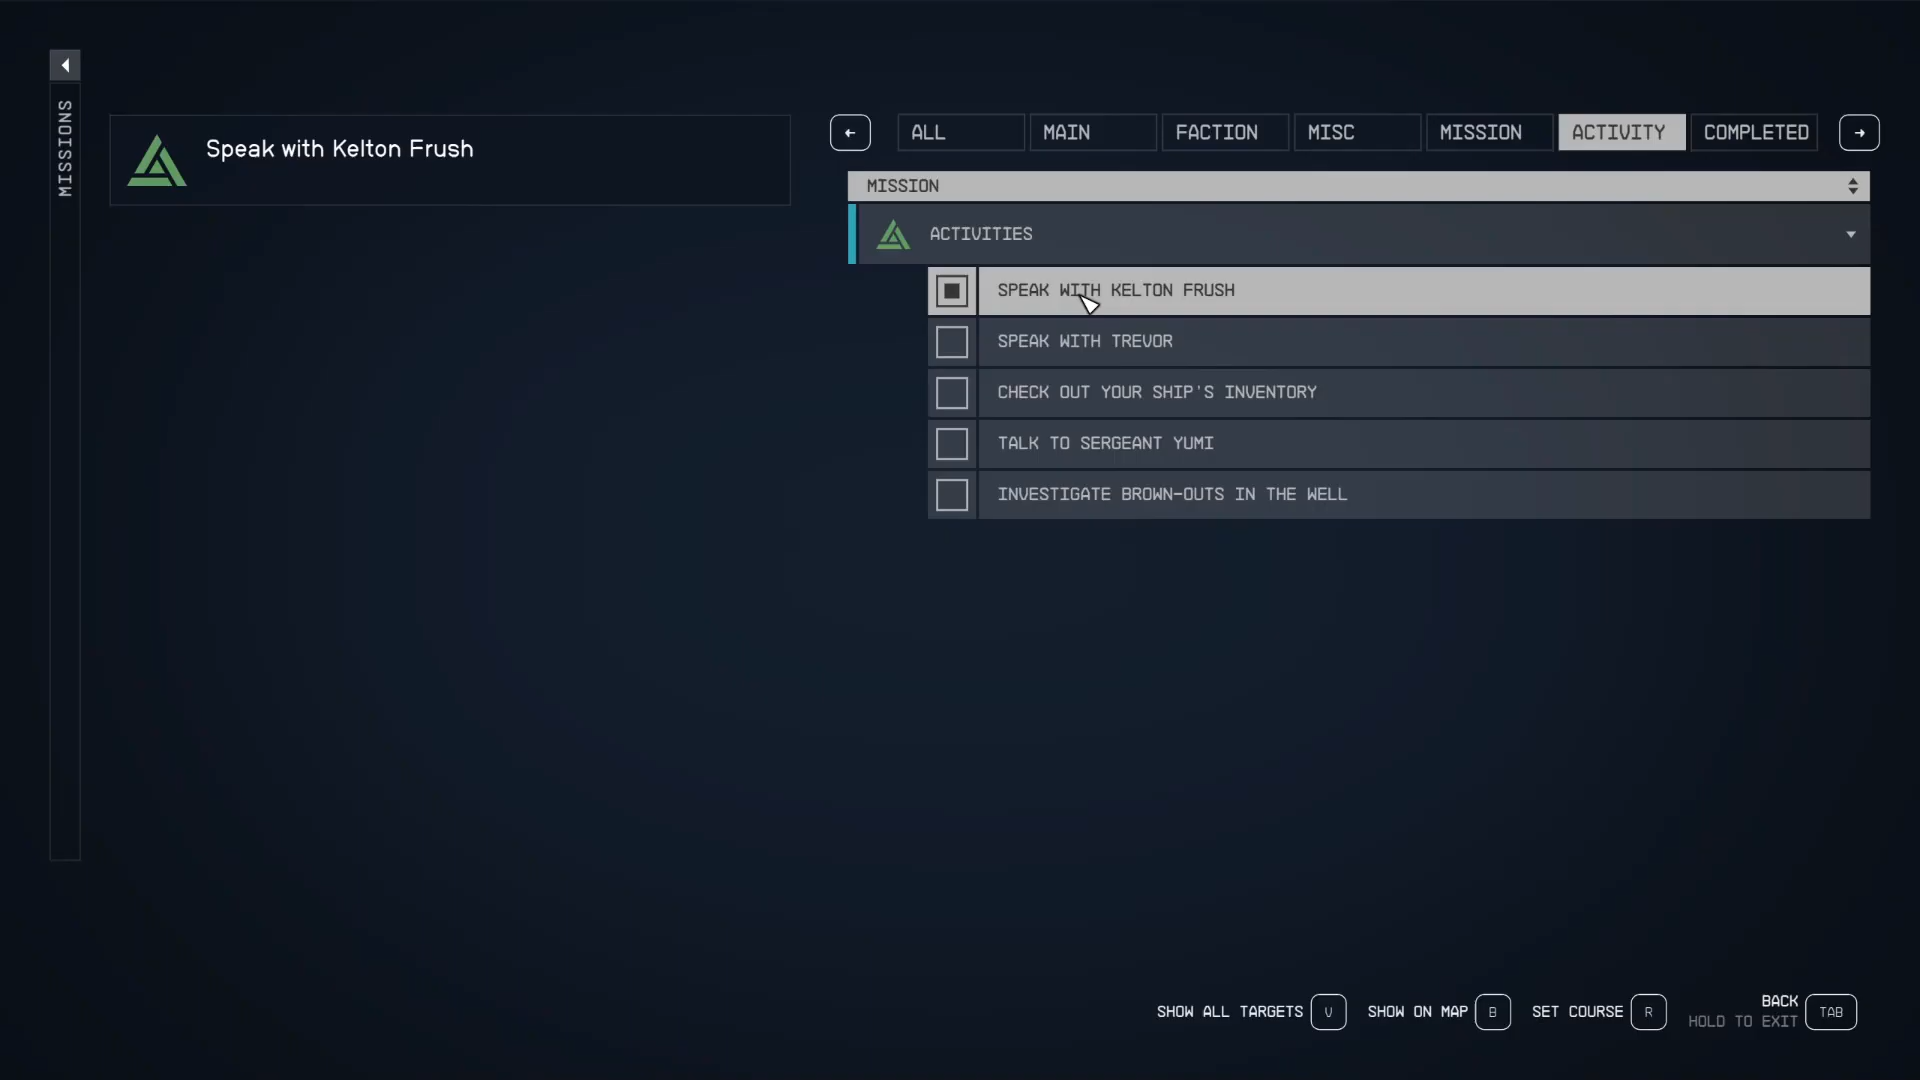 MISSIONS
Speak with Kelton Frush
ALL
MAIN
FACTION
MISC
MISSION
ACTIVITY
COMPLETED
MISSION
ACTIVITIES
SPEAK WITH KELTON FRUSH
SPEAK WITH TREVOR
CHECK OUT YOUR SHIP'S INVENTORY
TALK TO SERGEANT YUMI
INVESTIGATE BROWN-OUTS IN THE WELL
SHOW ALL TARGETS V
SHOW ON MAP B
SET COURSE R
BACK
HOLD TO EXIT
TAB